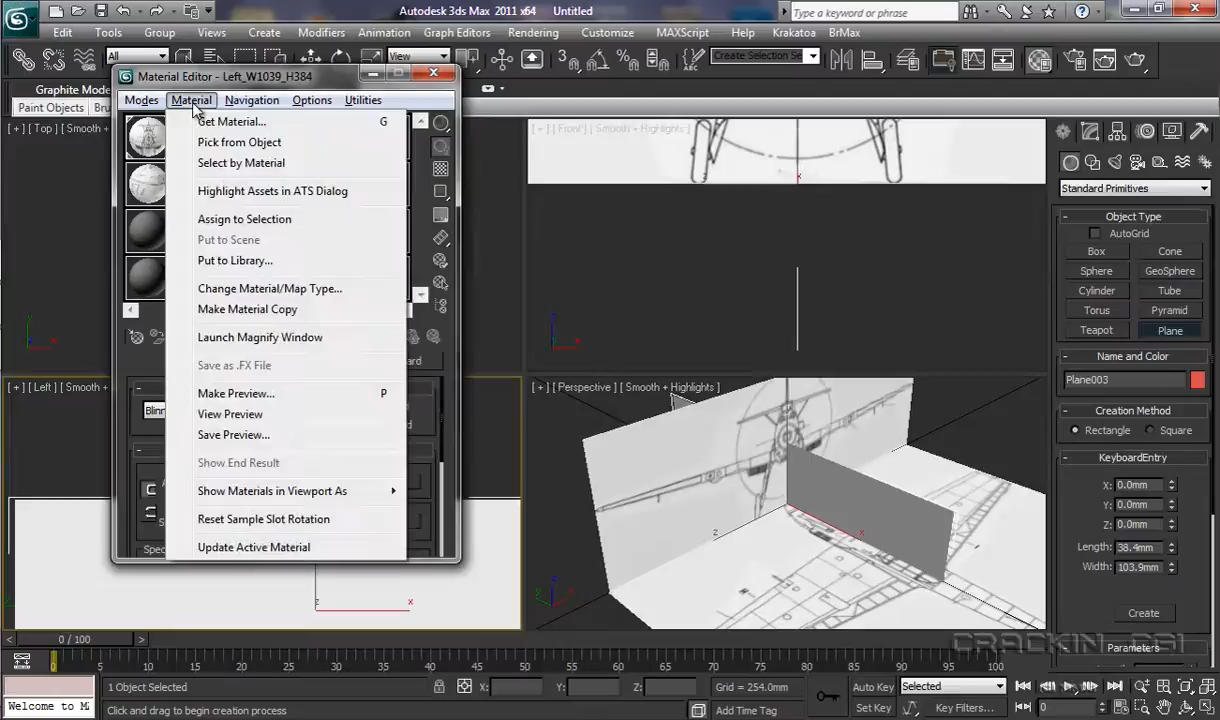 Autodesk 3ds Max 2011 x64 Untitled
Type a keyword or phrase
Edit Tools Group Views Create Modifiers Animation Graph Editors Rendering Customize MAXScript Help Krakatoa BrMax
All View Create Selection Se
Graphite Mode
Paint Objects Bru
Material Editor - Left_W1039_H384
Modes Material Navigation Options Utilities
Get Material... G
Pick from Object
Select by Material
Highlight Assets in ATS Dialog
Assign to Selection
Put to Scene
Put to Library...
Change Material/Map Type...
Make Material Copy
Launch Magnify Window
Save as .FX File
Make Preview... P
View Preview
Save Preview...
Show End Result
Show Materials in Viewport As
Reset Sample Slot Rotation
Update Active Material
[ + ] [ Top ] [ Smooth +
[ + ] [ Front ] [ Smooth + Highlights ]
[ + ] [ Left ] [ Smooth +
[ + ] [ Perspective ] [ Smooth + Highlights ]
Standard Primitives
Object Type
AutoGrid
Box Cone
Sphere GeoSphere
Cylinder Tube
Torus Pyramid
Teapot Plane
Name and Color
Plane003
Creation Method
Rectangle Square
KeyboardEntry
X: 0.0mm
Y: 0.0mm
Z: 0.0mm
Length: 38.4mm
Width: 103.9mm
Create
Parameters
CRACKIN-CGI
0 / 100
0 5 10 15 20 25 30 35 40 45 50 55 60 65 70 75 80 85 90 95 100
1 Object Selected X: Y: Z: Grid = 254.0mm Auto Key Selected
Welcome to M Click and drag to begin creation process Add Time Tag Set Key Key Filters... 0